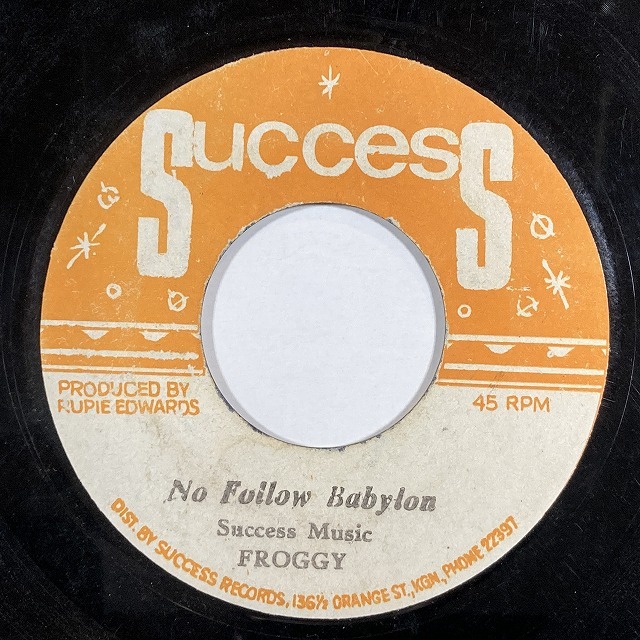 SuccesS
PRODUCED BY
RUPIE EDWARDS
45 RPM
No Follow Babylon
Success Music
FROGGY
DIST. BY SUCCESS RECORDS, 136½ ORANGE ST., KGN., PHONE 22397